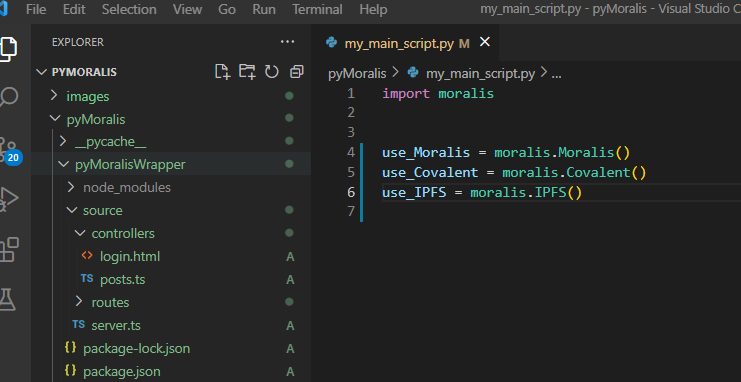 File Edit Selection View Go Run Terminal Help my_main_script.py - pyMoralis - Visual Studio C
EXPLORER
PYMORALIS
images
pyMoralis
__pycache__
pyMoralisWrapper
node_modules
source
controllers
<> login.html A
TS posts.ts A
routes
TS server.ts A
{} package-lock.json A
{} package.json A
20
my_main_script.py M
pyMoralis > my_main_script.py > ...
1 import moralis
2
3
4 use_Moralis = moralis.Moralis()
5 use_Covalent = moralis.Covalent()
6 use_IPFS = moralis.IPFS()
7